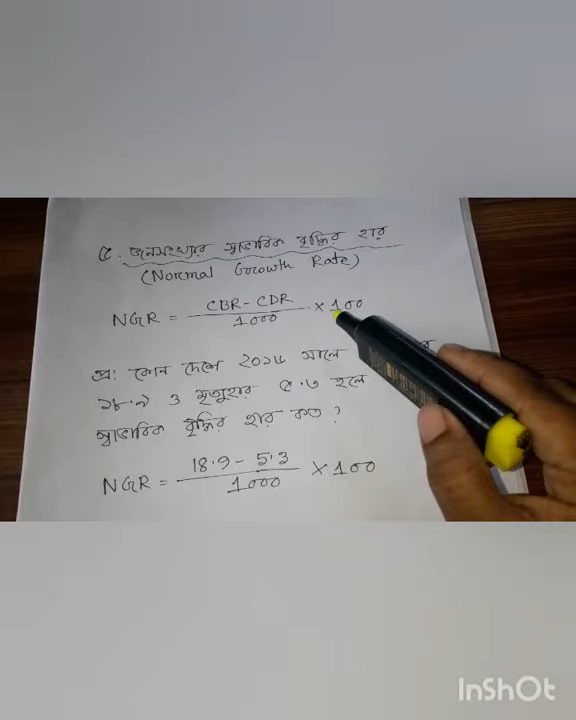 ৫. জনসংখ্যার স্বাভাবিক বৃদ্ধির হার
(Normal Growth Rate)
NGR = CBR - CDR / 1000 × 100
প্র: কোন দেশে ২০১৪ সালে
১৮.৯ ও মৃত্যুহার ৫.৩ হলে
স্বাভাবিক বৃদ্ধির হার কত?
NGR = 18.9 - 5.3 / 1000 × 100
InShOt